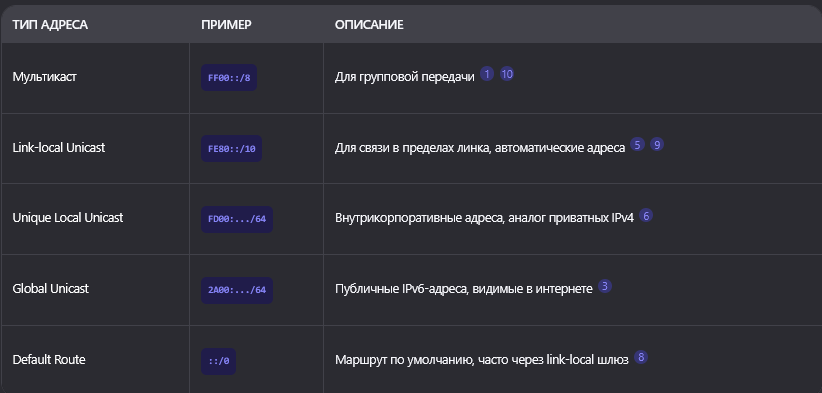 ТИП АДРЕСА ПРИМЕР ОПИСАНИЕ
Мультикаст FF00::/8 Для групповой передачи 1 10
Link-local Unicast FE80::/10 Для связи в пределах линка, автоматические адреса 5 9
Unique Local Unicast FD00:.../64 Внутрикорпоративные адреса, аналог приватных IPv4 6
Global Unicast 2A00:.../64 Публичные IPv6-адреса, видимые в интернете 3
Default Route ::/0 Маршрут по умолчанию, часто через link-local шлюз 8